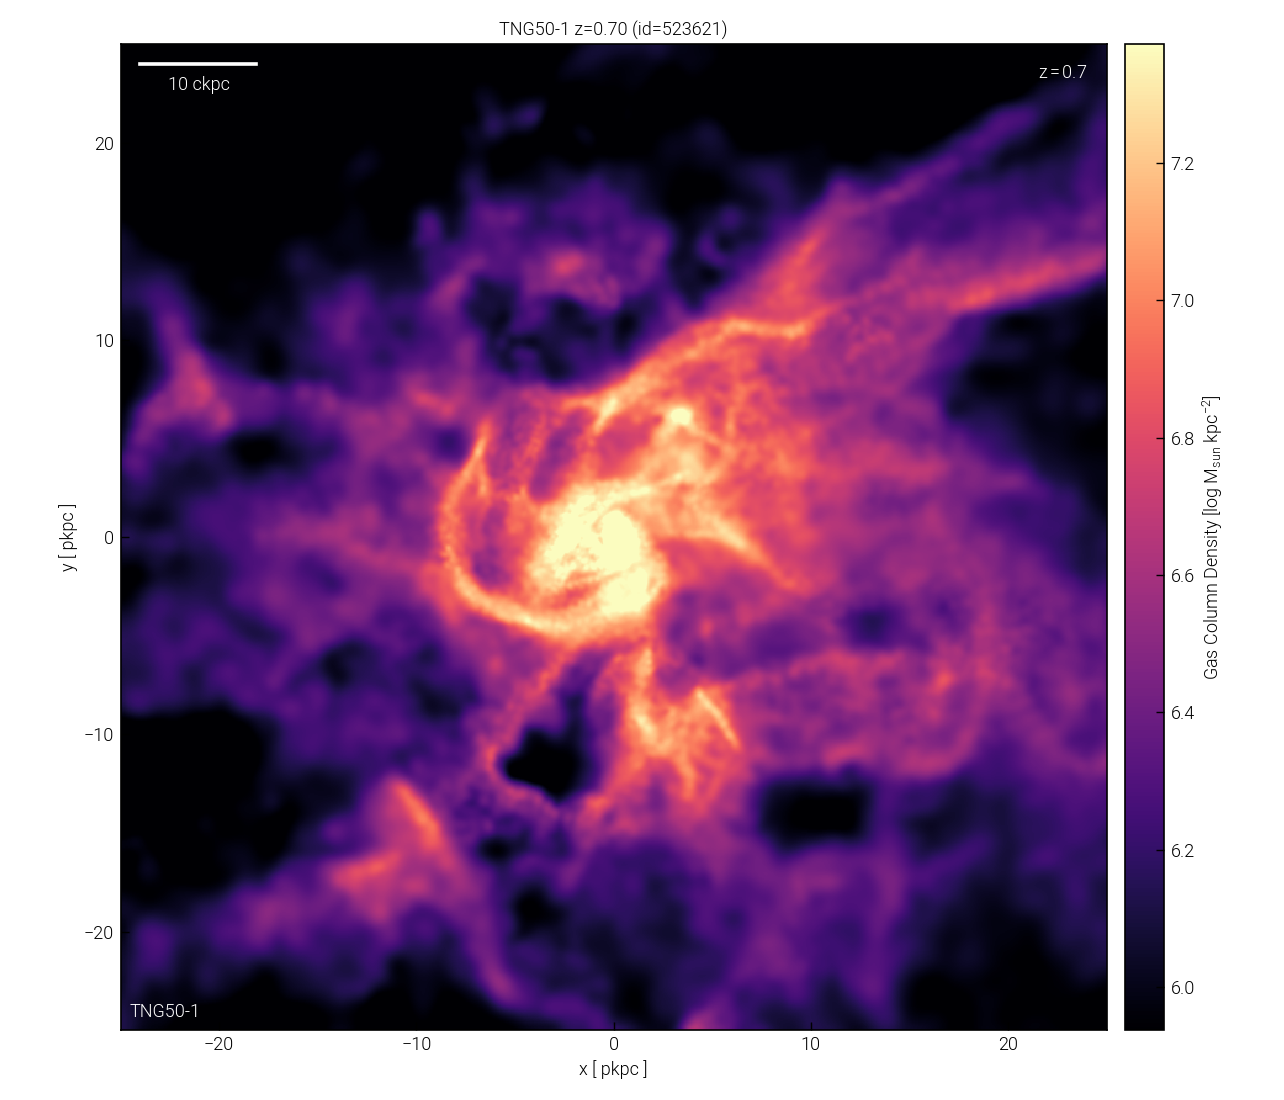 TNG50-1 z=0.70 (id=523621)
10 ckpc
z=0.7
20
10
0
−10
−20
y [ pkpc ]
TNG50-1
−20
−10
0
10
20
x [ pkpc ]
7.2
7.0
6.8
6.6
6.4
6.2
6.0
Gas Column Density [log M_sun kpc^−2]